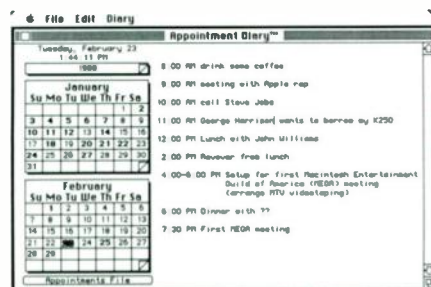 File Edit Diary
Appointment Diary™
Tuesday, February 23
1:44:11 PM
1988
January
Su Mo Tu We Th Fr Sa
1 2
3 4 5 6 7 8 9
10 11 12 13 14 15 16
17 18 19 20 21 22 23
24 25 26 27 28 29 30
31
February
Su Mo Tu We Th Fr Sa
1 2 3 4 5 6
7 8 9 10 11 12 13
14 15 16 17 18 19 20
21 22 24 25 26 27
28 29
Appointments File
8:00 AM drink some coffee
9:00 AM meeting with Apple rep
10:00 AM call Steve Jobs
11:00 AM George Harrison wants to borrow my K250
12:00 PM Lunch with John Williams
2:00 PM Recover from lunch
4:00-6:00 PM Setup for first Macintosh Entertainment
Guild of America (MEGA) meeting
(arrange MTV videotaping)
6:00 PM Dinner with ??
7:30 PM First MEGA meeting